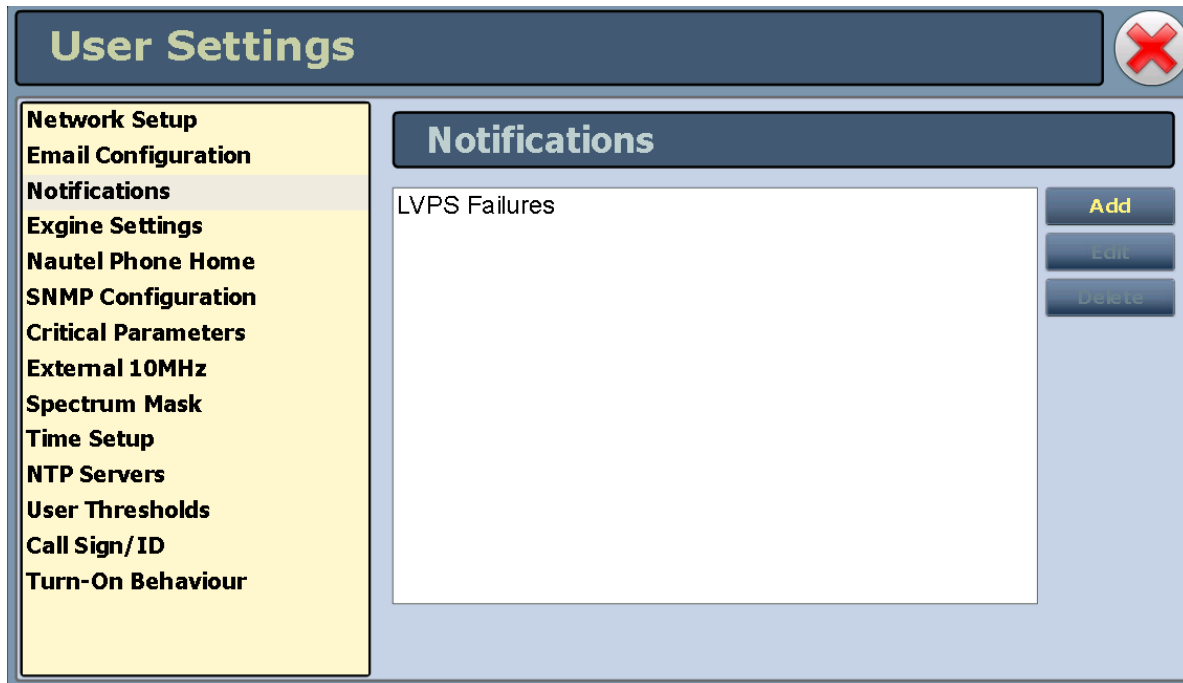 User Settings
Network Setup
Email Configuration
Notifications
Exgine Settings
Nautel Phone Home
SNMP Configuration
Critical Parameters
External 10MHz
Spectrum Mask
Time Setup
NTP Servers
User Thresholds
Call Sign/ID
Turn-On Behaviour
Notifications
LVPS Failures
Add
Edit
Delete